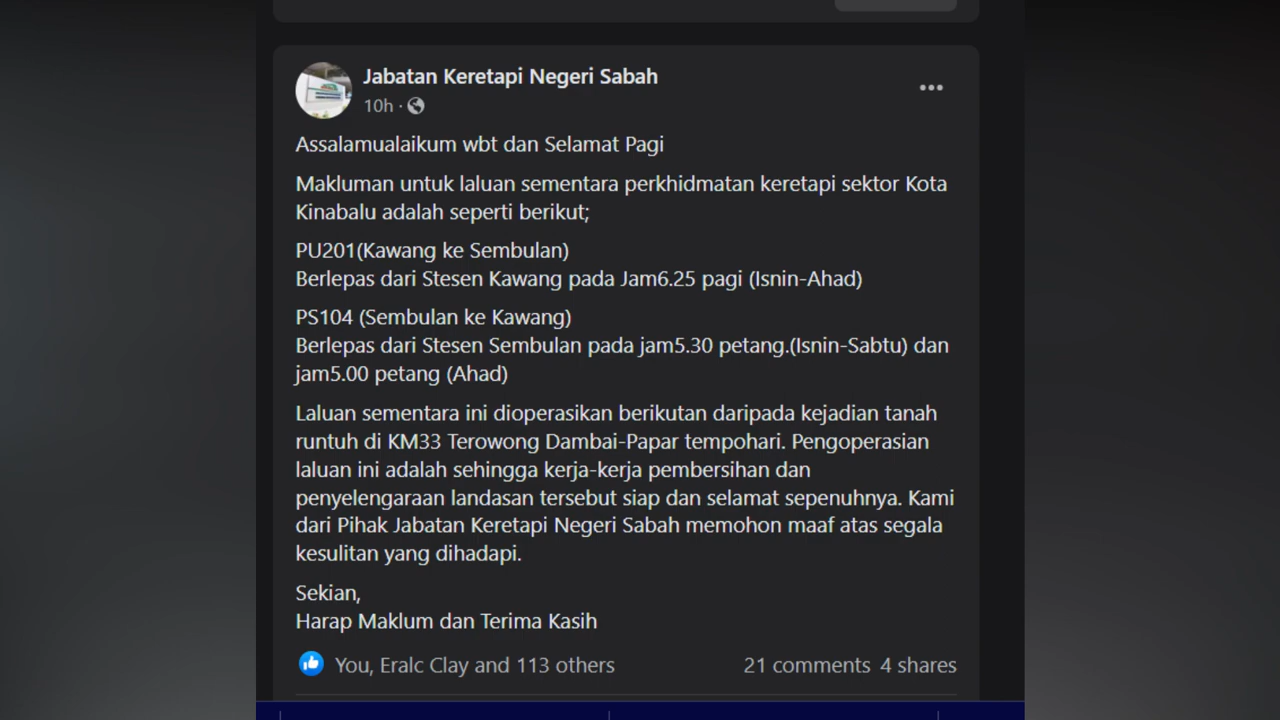 Jabatan Keretapi Negeri Sabah
10h ·
Assalamualaikum wbt dan Selamat Pagi
Makluman untuk laluan sementara perkhidmatan keretapi sektor Kota
Kinabalu adalah seperti berikut;
PU201(Kawang ke Sembulan)
Berlepas dari Stesen Kawang pada Jam6.25 pagi (Isnin-Ahad)
PS104 (Sembulan ke Kawang)
Berlepas dari Stesen Sembulan pada jam5.30 petang.(Isnin-Sabtu) dan
jam5.00 petang (Ahad)
Laluan sementara ini dioperasikan berikutan daripada kejadian tanah
runtuh di KM33 Terowong Dambai-Papar tempohari. Pengoperasian
laluan ini adalah sehingga kerja-kerja pembersihan dan
penyelengaraan landasan tersebut siap dan selamat sepenuhnya. Kami
dari Pihak Jabatan Keretapi Negeri Sabah memohon maaf atas segala
kesulitan yang dihadapi.
Sekian,
Harap Maklum dan Terima Kasih
You, Eralc Clay and 113 others
21 comments 4 shares